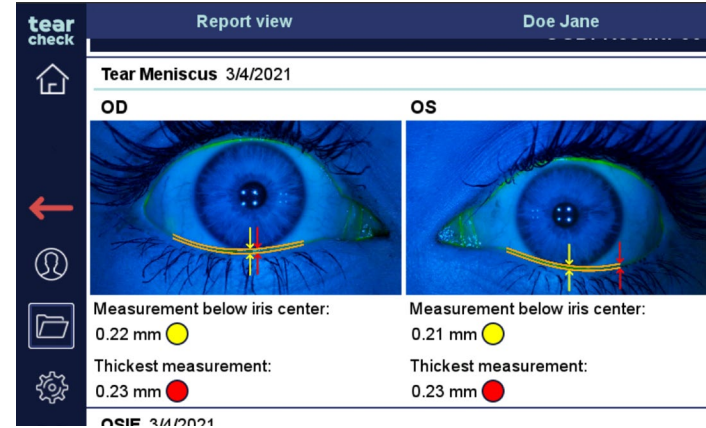 tear
check
Report view
Doe Jane
Tear Meniscus 3/4/2021
OD
OS
Measurement below iris center:
0.22 mm
Thickest measurement:
0.23 mm
Measurement below iris center:
0.21 mm
Thickest measurement:
0.23 mm
OSIE 3/4/2021